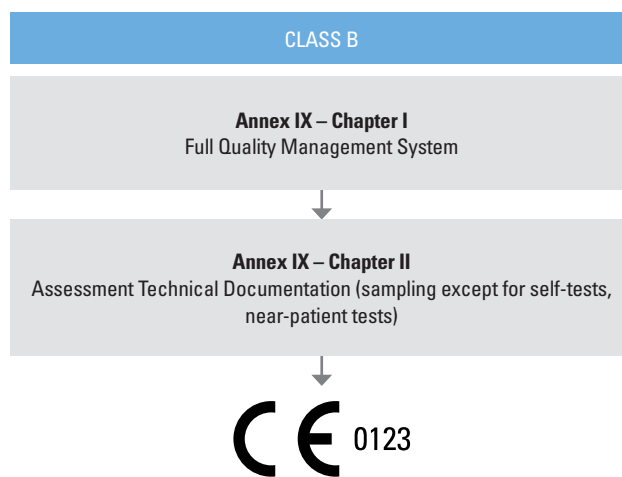 CLASS B
Annex IX – Chapter I
Full Quality Management System
Annex IX – Chapter II
Assessment Technical Documentation (sampling except for self-tests,
near-patient tests)
CE 0123